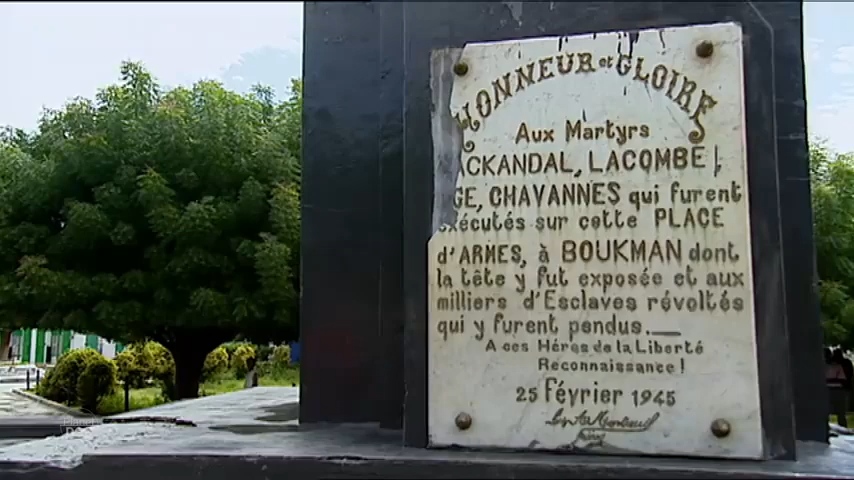 HONNEUR et GLOIRE
Aux Martyrs
ACKANDAL, LACOMBE,
GE, CHAVANNES qui furent
exécutés sur cette PLACE
d'ARMES, à BOUKMAN dont
la tête y fut exposée et aux
milliers d'Esclaves révoltés
qui y furent pendus.
A ces Héros de la Liberté
Reconnaissance!
25 Février 1945